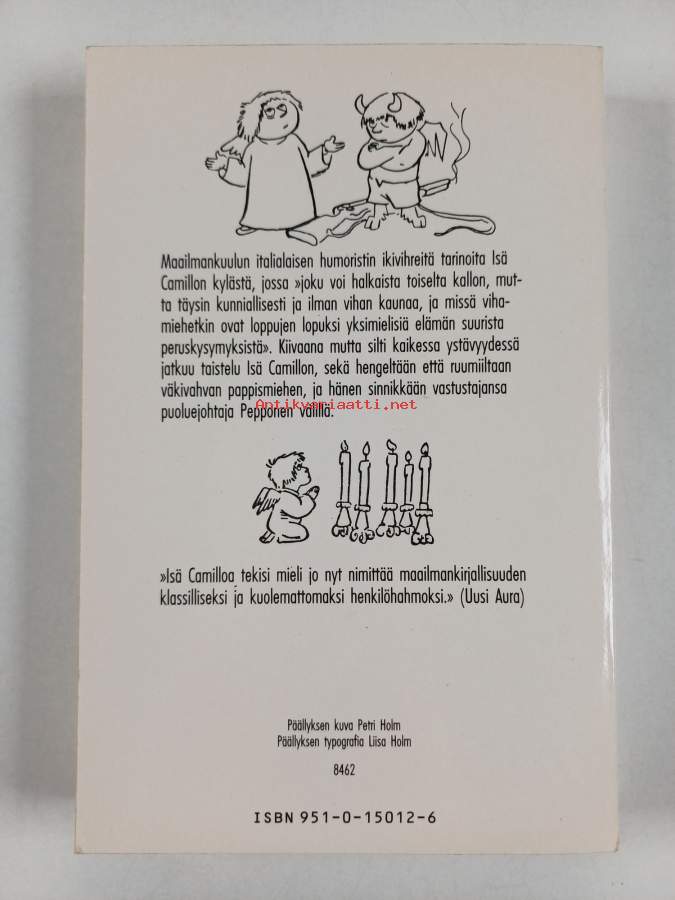 Maailmankuulun italialaisen humoristin ikivihreitä tarinoita Isä
Camillon kylästä, jossa »joku voi halkaista toiselta kallon, mut-
ta täysin kunniallisesti ja ilman vihan kaunaa, ja missä viha-
miehetkin ovat loppujen lopuksi yksimielisiä elämän suurista
peruskysymyksistä». Kiivaana mutta silti kaikessa ystävyydessä
jatkuu taistelu Isä Camillon, sekä hengeltään että ruumiiltaan
väkivahvan pappismiehen, ja hänen sinnikkään vastustajansa
Antikvariaatti.net
puoluejohtaja Pepponen välillä.
»Isä Camilloa tekisi mieli jo nyt nimittää maailmankirjallisuuden
klassilliseksi ja kuolemattomaksi henkilöhahmoksi.» (Uusi Aura)
Päällyksen kuva Petri Holm
Päällyksen typografia Liisa Holm
8462
ISBN 951-0-15012-6